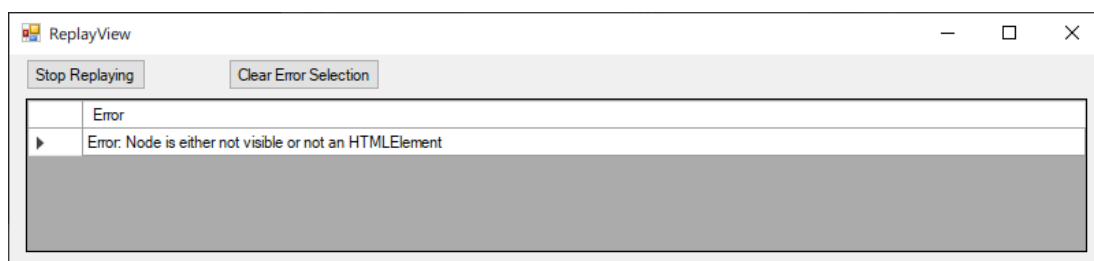 ReplayView
Stop Replaying Clear Error Selection
Error
Error: Node is either not visible or not an HTMLElement